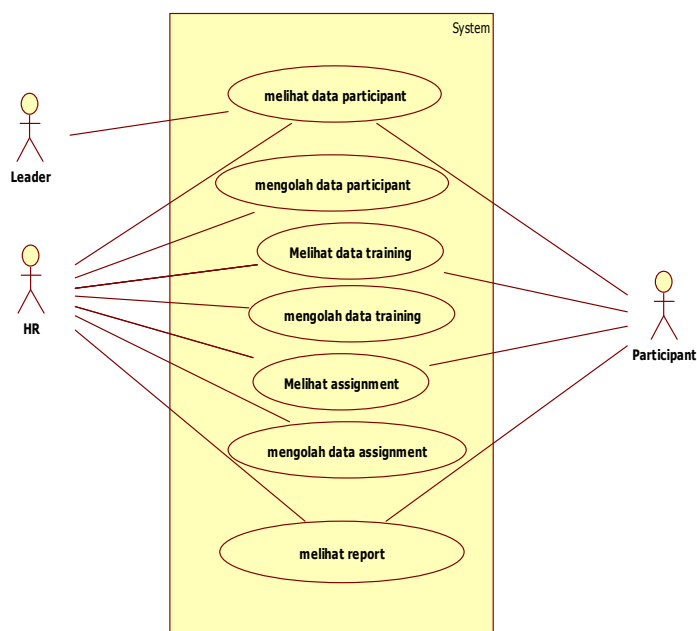 System
melihat data participant
Leader
mengolah data participant
Melihat data training
HR
mengolah data training
Participant
Melihat assignment
mengolah data assignment
melihat report